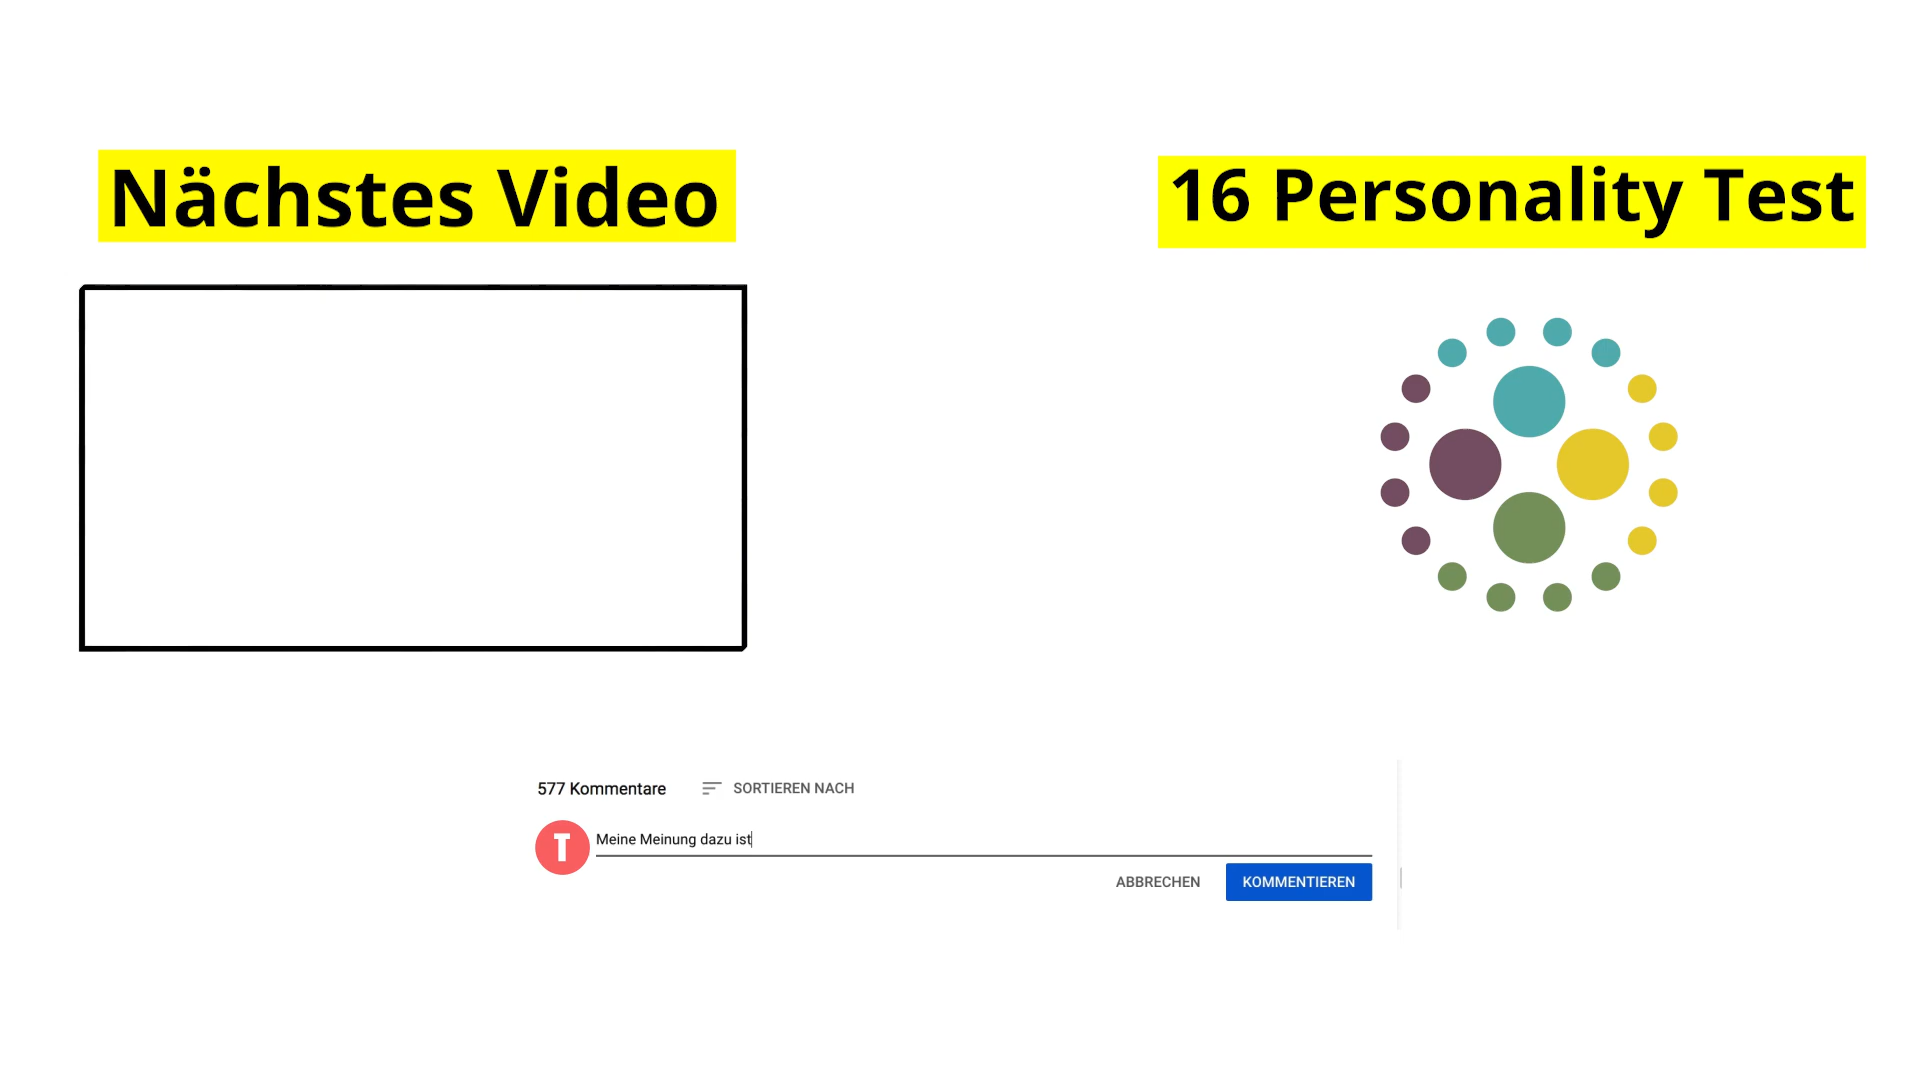 Nächstes Video
16 Personality Test
577 Kommentare
SORTIEREN NACH
T
Meine Meinung dazu ist
ABBRECHEN
KOMMENTIEREN